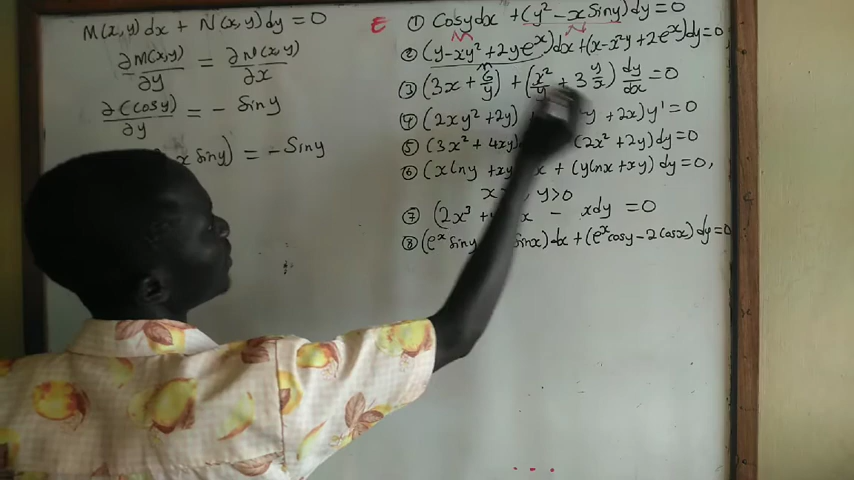 M(x,y) dx + N(x,y) dy = 0
∂M(x,y)/∂y = ∂N(x,y)/∂x
∂(cosy)/∂y = - siny
x siny) = - siny
E ① Cosy dx + (y² - x siny) dy = 0
② (y - xy² + 2ye^x) dx + (x - x²y + 2e^x) dy = 0
③ (3x + 6/y) + (x²/y + 3 y/x) dy/dx = 0
④ (2xy² + 2y) y + 2x) y' = 0
⑤ (3x² + 4xy) (2x² + 2y) dy = 0
⑥ (x lny + xy) x + (y lnx + xy) dy = 0,
x y > 0
⑦ (2x³ + x - x dy = 0
⑧ (e^x siny sinx) dx + (e^x cosy - 2 cosx) dy = 0